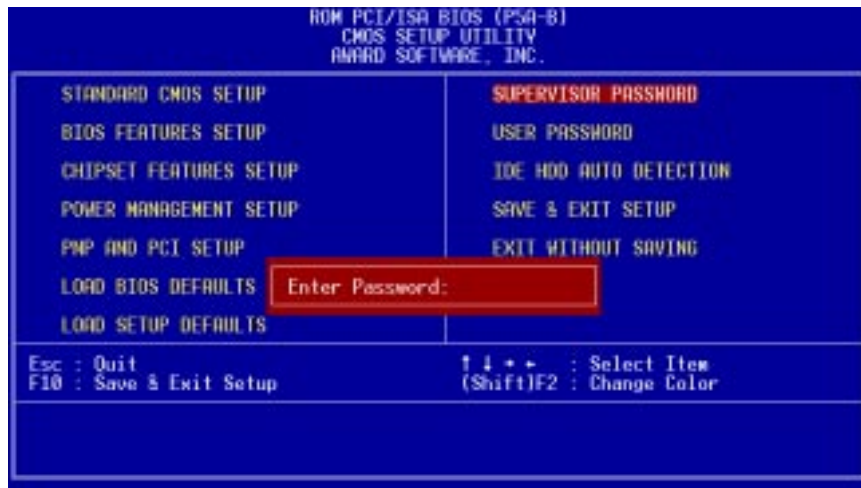 ROM PCI/ISA BIOS (P5A-B)
CMOS SETUP UTILITY
AWARD SOFTWARE, INC.
STANDARD CMOS SETUP
BIOS FEATURES SETUP
CHIPSET FEATURES SETUP
POWER MANAGEMENT SETUP
PNP AND PCI SETUP
LOAD BIOS DEFAULTS
LOAD SETUP DEFAULTS
SUPERVISOR PASSWORD
USER PASSWORD
IDE HDD AUTO DETECTION
SAVE & EXIT SETUP
EXIT WITHOUT SAVING
Enter Password:
Esc : Quit
F10 : Save & Exit Setup
↑ ↓ → ← : Select Item
(Shift)F2 : Change Color